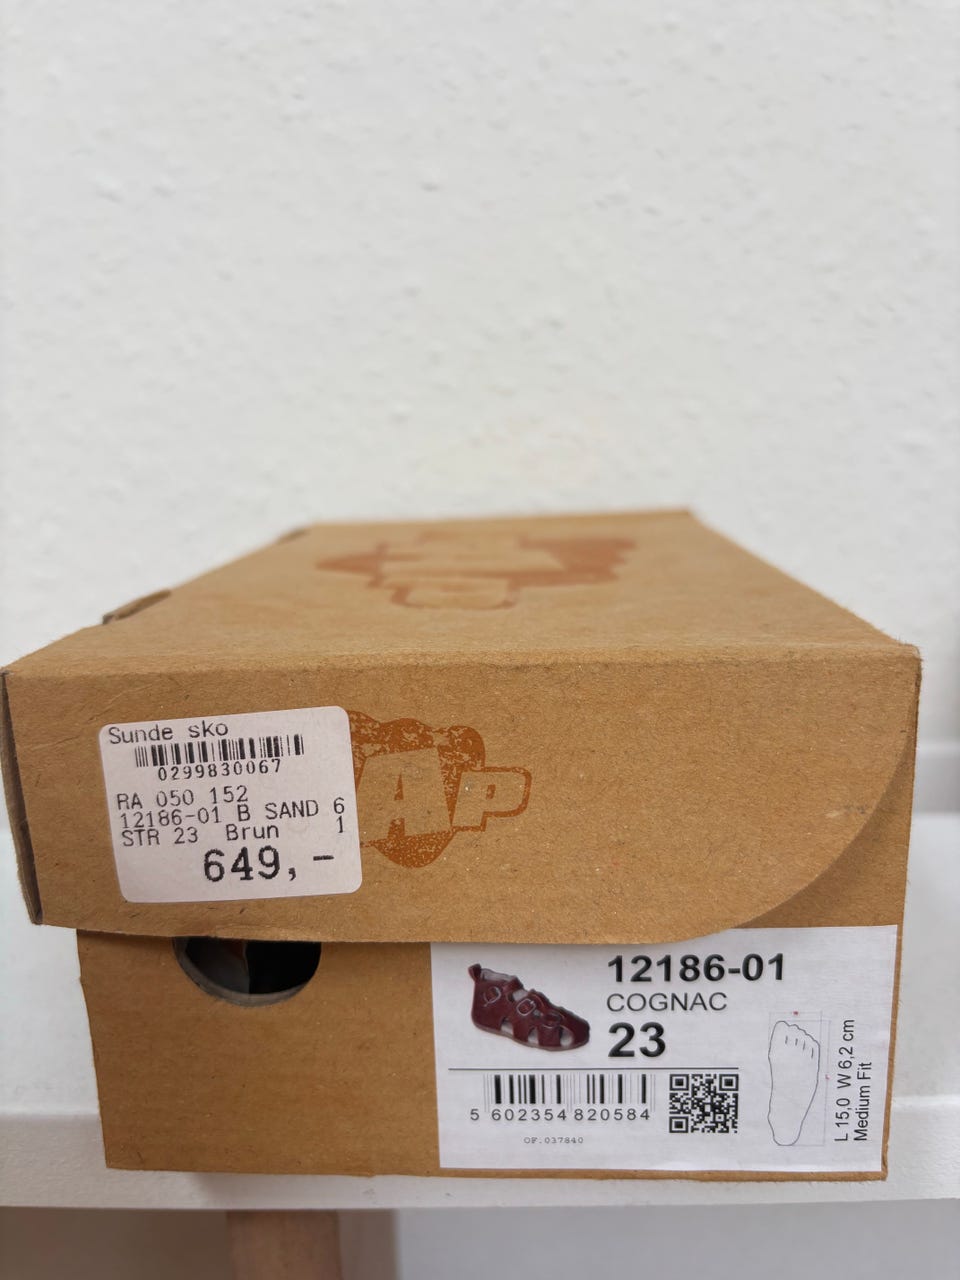 Sunde sko
0299830067
RA 050 152
12186-01 B SAND 6
STR 23 Brun 1
649,-
AP
12186-01
COGNAC
23
5 602354 820584
OF.037840
L 15,0 W 6,2 cm
Medium Fit